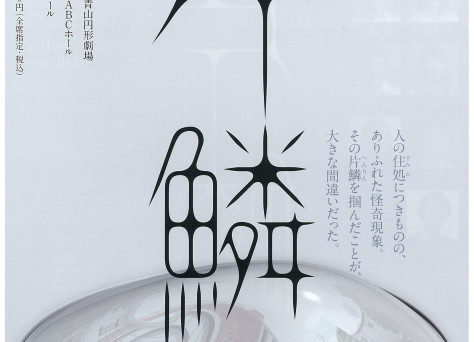 人の住処につきものの、
ありふれた怪奇現象。
その片鱗を掴んだことが、
大きな間違いだった。
鱗
青山円形劇場
ABCホール
ール
円（全席指定・税込）